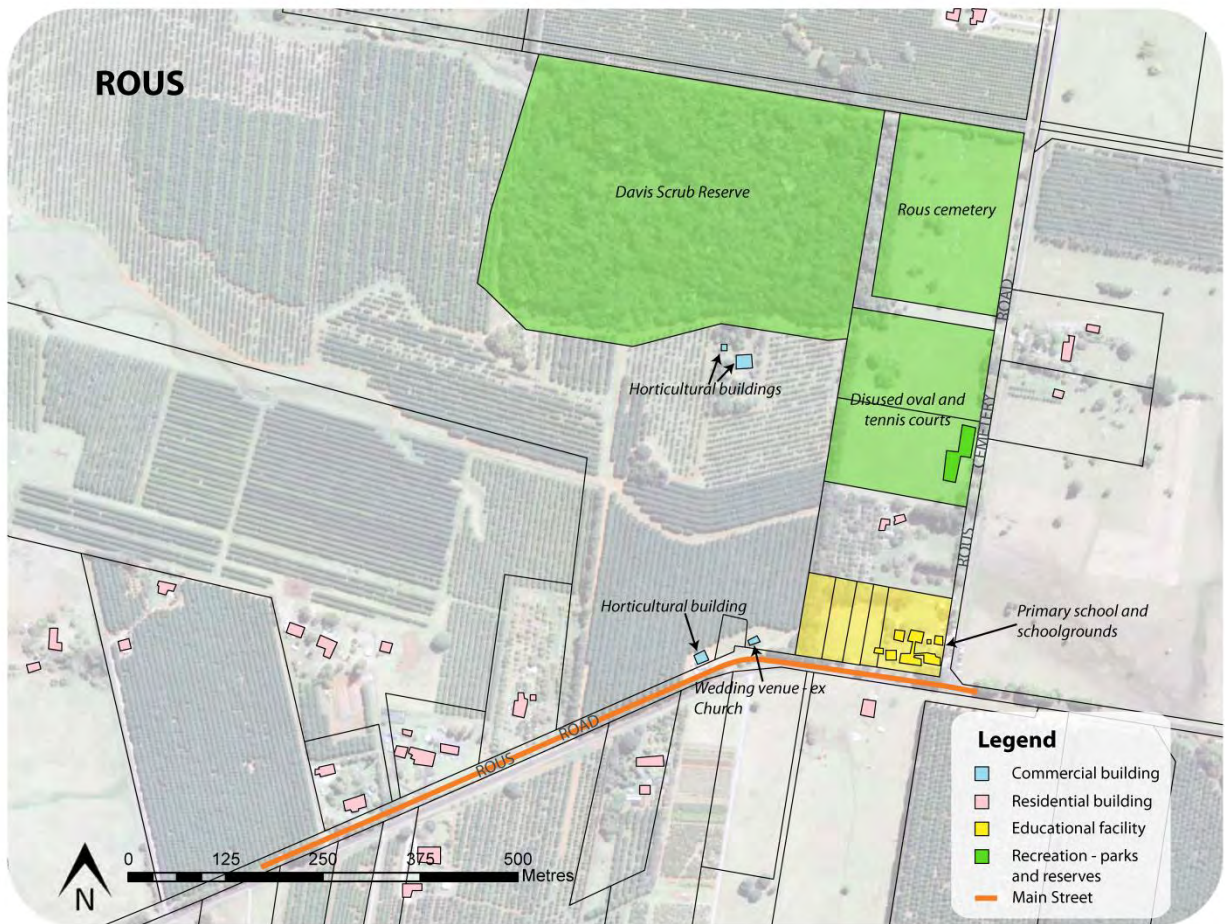 ROUS
Davis Scrub Reserve
Rous cemetery
Horticultural buildings
Disused oval and
tennis courts
ROUS CEMETERY ROAD
Horticultural building
Primary school and
schoolgrounds
Wedding venue - ex
Church
ROUS ROAD
Legend
Commercial building
Residential building
Educational facility
Recreation - parks
and reserves
Main Street
0 125 250 375 500
Metres
N